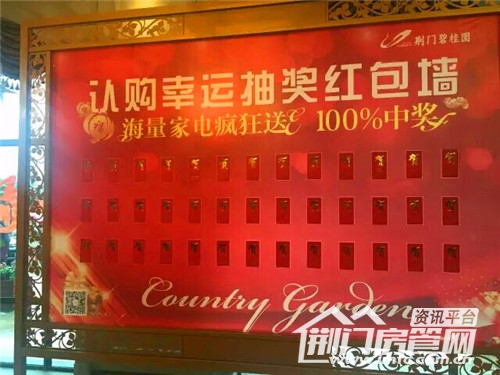 荆门碧桂园
认购幸运抽奖红包墙
海量家电疯狂送 100%中奖
Country Garden
资讯平台
荆门房管网